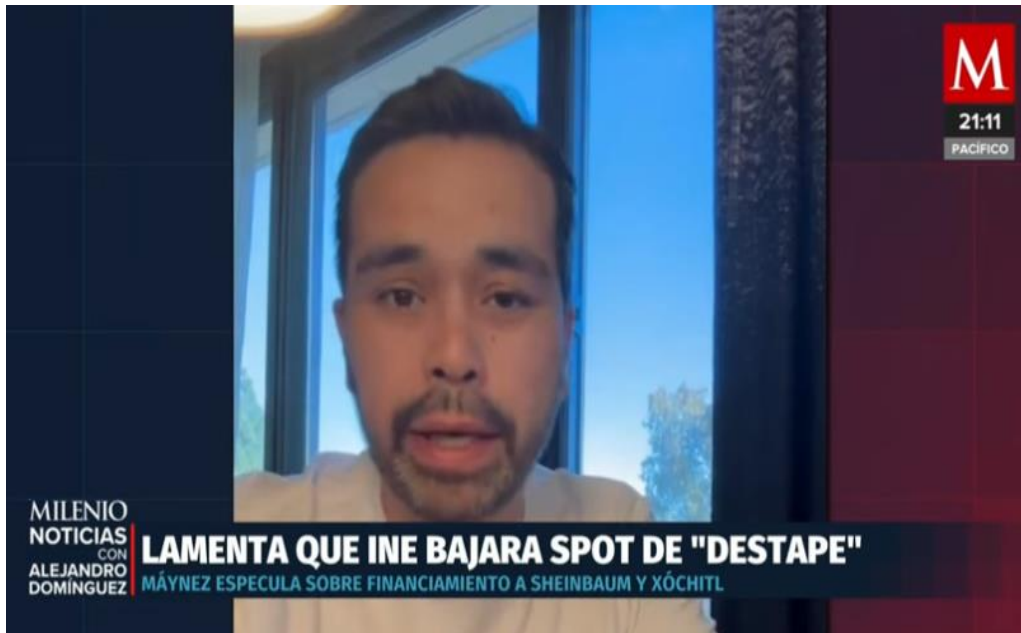 M
21:11
PACÍFICO
MILENIO
NOTICIAS
CON
ALEJANDRO
DOMÍNGUEZ
LAMENTA QUE INE BAJARA SPOT DE "DESTAPE"
MÁYNEZ ESPECULA SOBRE FINANCIAMIENTO A SHEINBAUM Y XÓCHITL